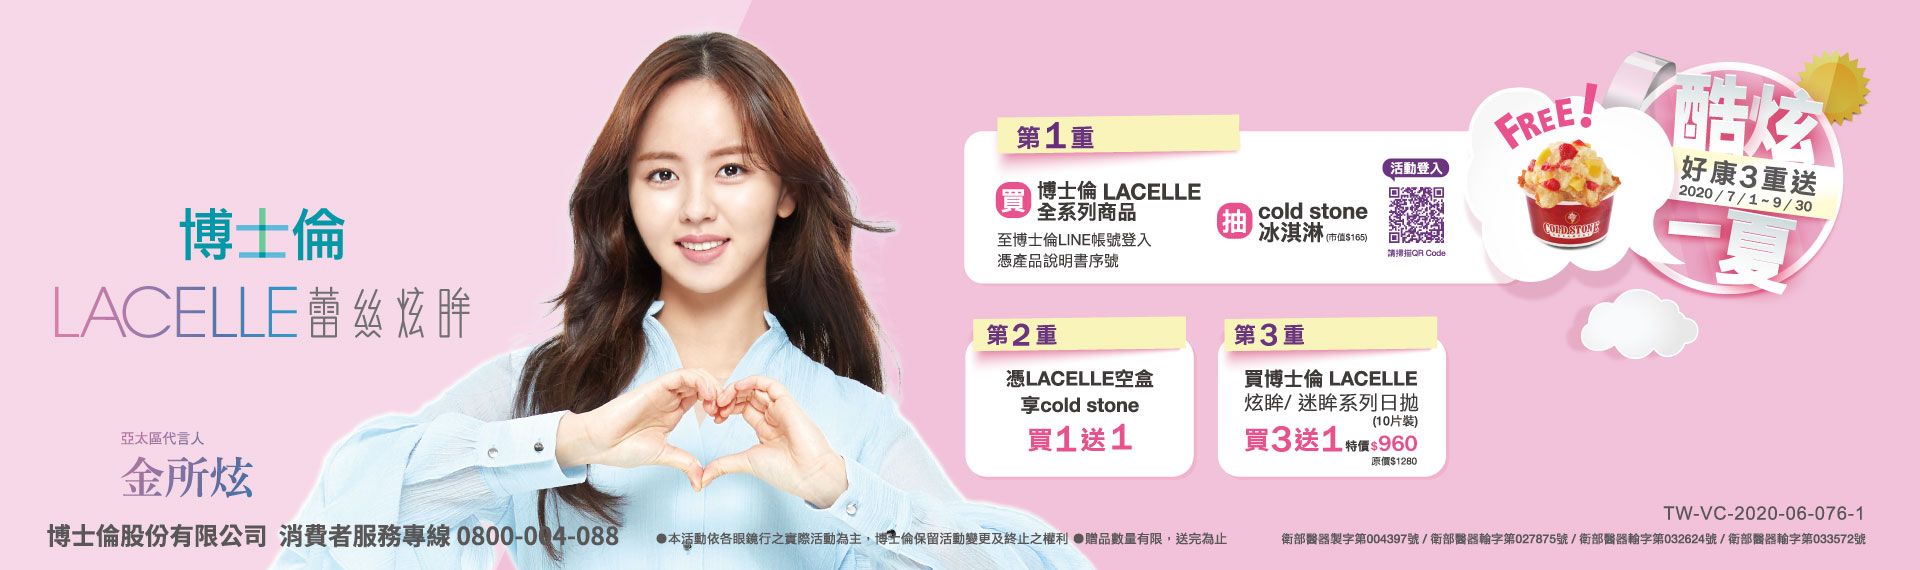 博士倫
LACELLE 蕾絲炫眸
亞太區代言人
金所炫
博士倫股份有限公司 消費者服務專線 0800-004-088
第1重
買 博士倫 LACELLE
全系列商品
至博士倫LINE帳號登入
憑產品說明書序號
抽 cold stone
冰淇淋 (市值$165)
活動登入
請掃描QR Code
FREE!
COLD STONE
酷炫
好康3重送
2020/7/1~9/30
一夏
第2重
憑LACELLE空盒
享cold stone
買1送1
第3重
買博士倫 LACELLE
炫眸/ 迷眸系列日拋
(10片裝)
買3送1 特價$960
原價$1280
TW-VC-2020-06-076-1
●本活動依各眼鏡行之實際活動為主，博士倫保留活動變更及終止之權利 ●贈品數量有限，送完為止
衛部醫器製字第004397號 / 衛部醫器輸字第027875號 / 衛部醫器輸字第032624號 / 衛部醫器輸字第033572號